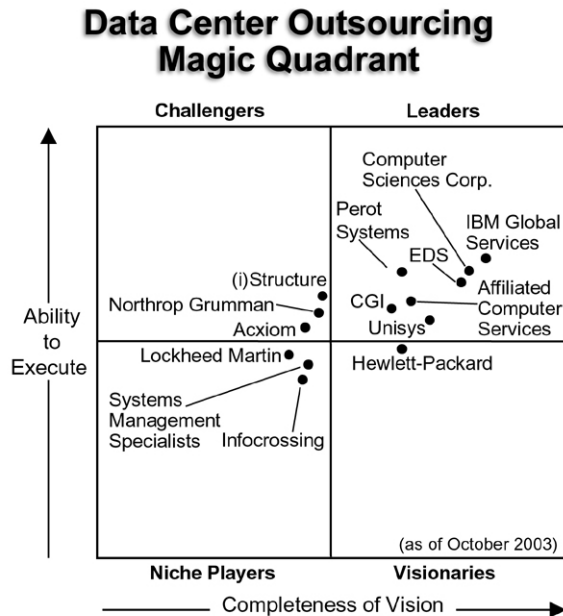 Data Center Outsourcing
Magic Quadrant
Challengers
Leaders
Computer
Sciences Corp.
Perot
Systems
IBM Global
Services
EDS
(i)Structure
Affiliated
Computer
Services
Northrop Grumman
CGI
Acxiom
Unisys
Ability
to
Execute
Lockheed Martin
Hewlett-Packard
Systems
Management
Specialists
Infocrossing
(as of October 2003)
Niche Players
Visionaries
Completeness of Vision